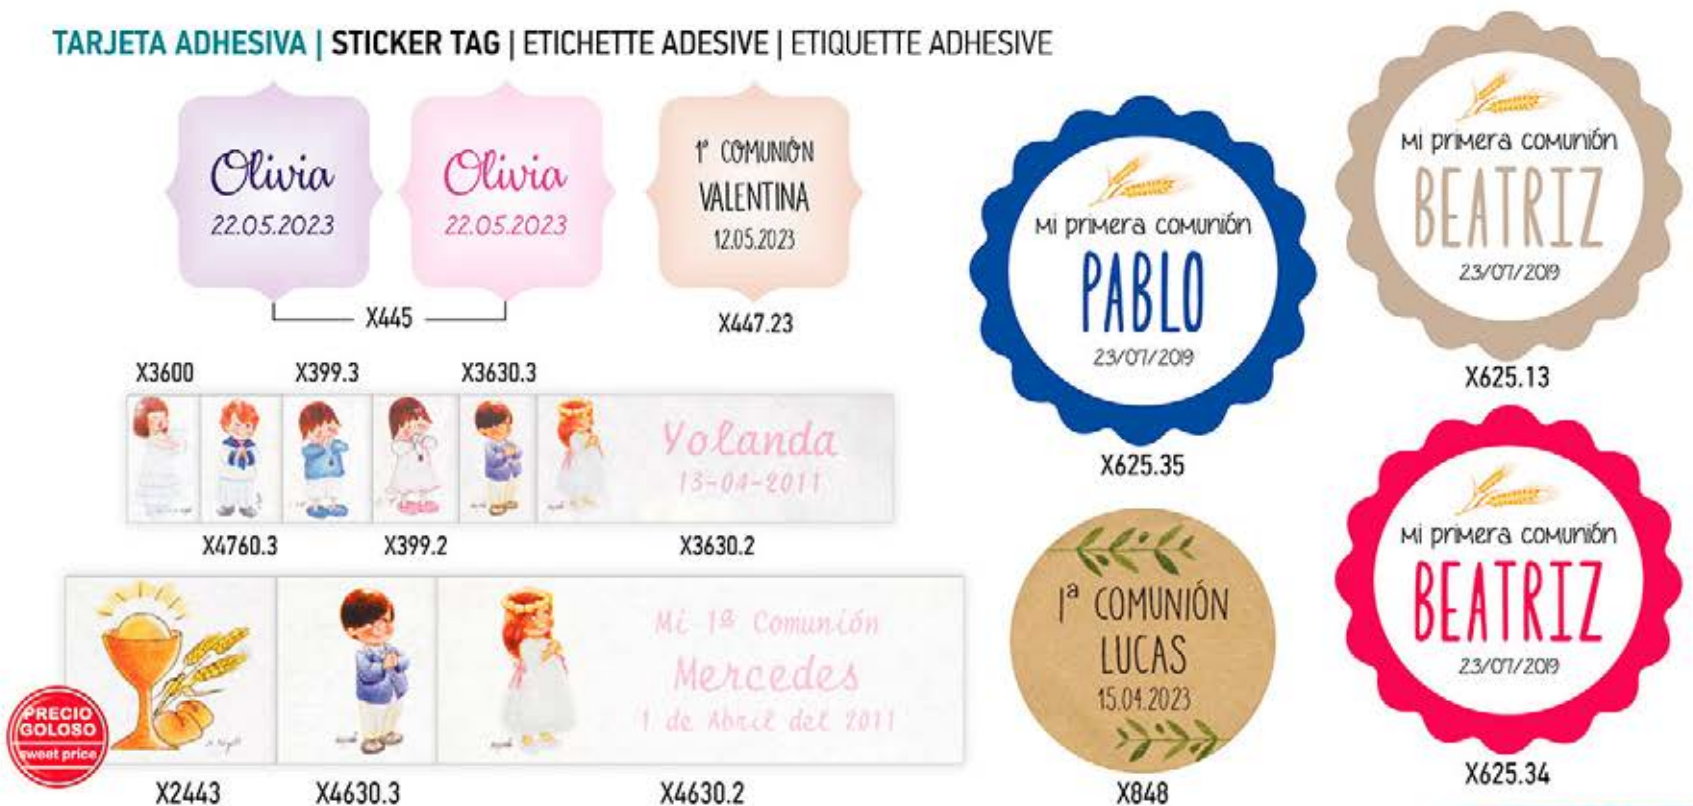 TARJETA ADHESIVA | STICKER TAG | ETICHETTE ADESIVE | ETIQUETTE ADHESIVE
Olivia
22.05.2023
Olivia
22.05.2023
X445
1ª COMUNIÓN
VALENTINA
12.05.2023
X447.23
Mi primera comunión
PABLO
23/07/2019
X625.35
Mi primera comunión
BEATRIZ
23/07/2019
X625.13
X3600
X399.3
X3630.3
Yolanda
13-04-2011
X4760.3
X399.2
X3630.2
Mi 1ª Comunión
Mercedes
1 de Abril del 2011
PRECIO
GOLOSO
sweet price
X2443
X4630.3
X4630.2
1ª COMUNIÓN
LUCAS
15.04.2023
X848
Mi primera comunión
BEATRIZ
23/07/2019
X625.34